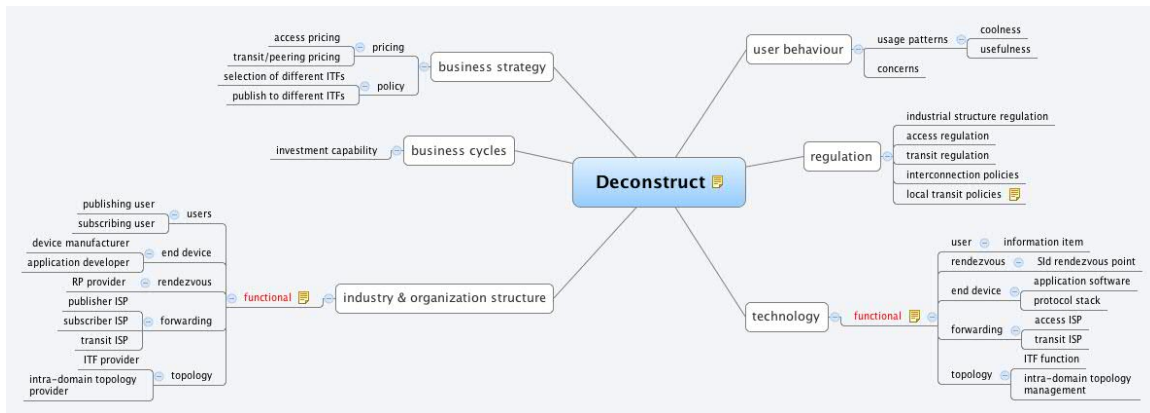 Deconstruct
business strategy
pricing
access pricing
transit/peering pricing
policy
selection of different ITFs
publish to different ITFs
business cycles
investment capability
industry & organization structure
functional
users
publishing user
subscribing user
end device
device manufacturer
application developer
rendezvous
RP provider
forwarding
publisher ISP
subscriber ISP
transit ISP
topology
ITF provider
intra-domain topology
provider
user behaviour
usage patterns
coolness
usefulness
concerns
regulation
industrial structure regulation
access regulation
transit regulation
interconnection policies
local transit policies
technology
functional
user
information item
rendezvous
SId rendezvous point
end device
application software
protocol stack
forwarding
access ISP
transit ISP
topology
ITF function
intra-domain topology
management